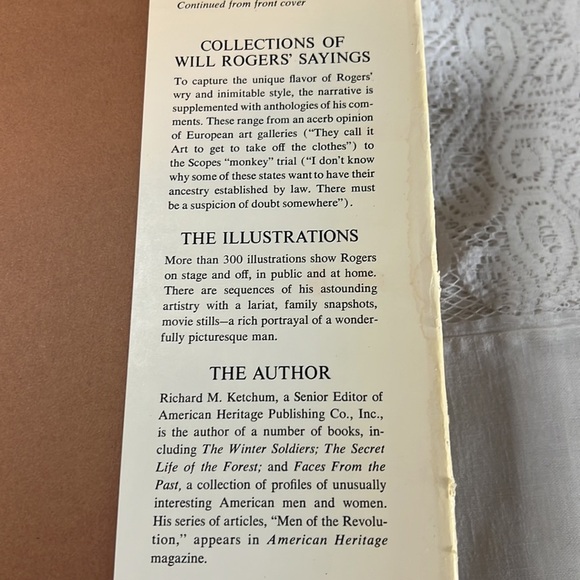 Continued from front cover
COLLECTIONS OF
WILL ROGERS' SAYINGS
To capture the unique flavor of Rogers'
wry and inimitable style, the narrative is
supplemented with anthologies of his com-
ments. These range from an acerb opinion
of European art galleries (“They call it
Art to get to take off the clothes”) to
the Scopes “monkey” trial (“I don't know
why some of these states want to have their
ancestry established by law. There must
be a suspicion of doubt somewhere”).
THE ILLUSTRATIONS
More than 300 illustrations show Rogers
on stage and off, in public and at home.
There are sequences of his astounding
artistry with a lariat, family snapshots,
movie stills—a rich portrayal of a wonder-
fully picturesque man.
THE AUTHOR
Richard M. Ketchum, a Senior Editor of
American Heritage Publishing Co., Inc.,
is the author of a number of books, in-
cluding The Winter Soldiers; The Secret
Life of the Forest; and Faces From the
Past, a collection of profiles of unusually
interesting American men and women.
His series of articles, “Men of the Revolu-
tion,” appears in American Heritage
magazine.